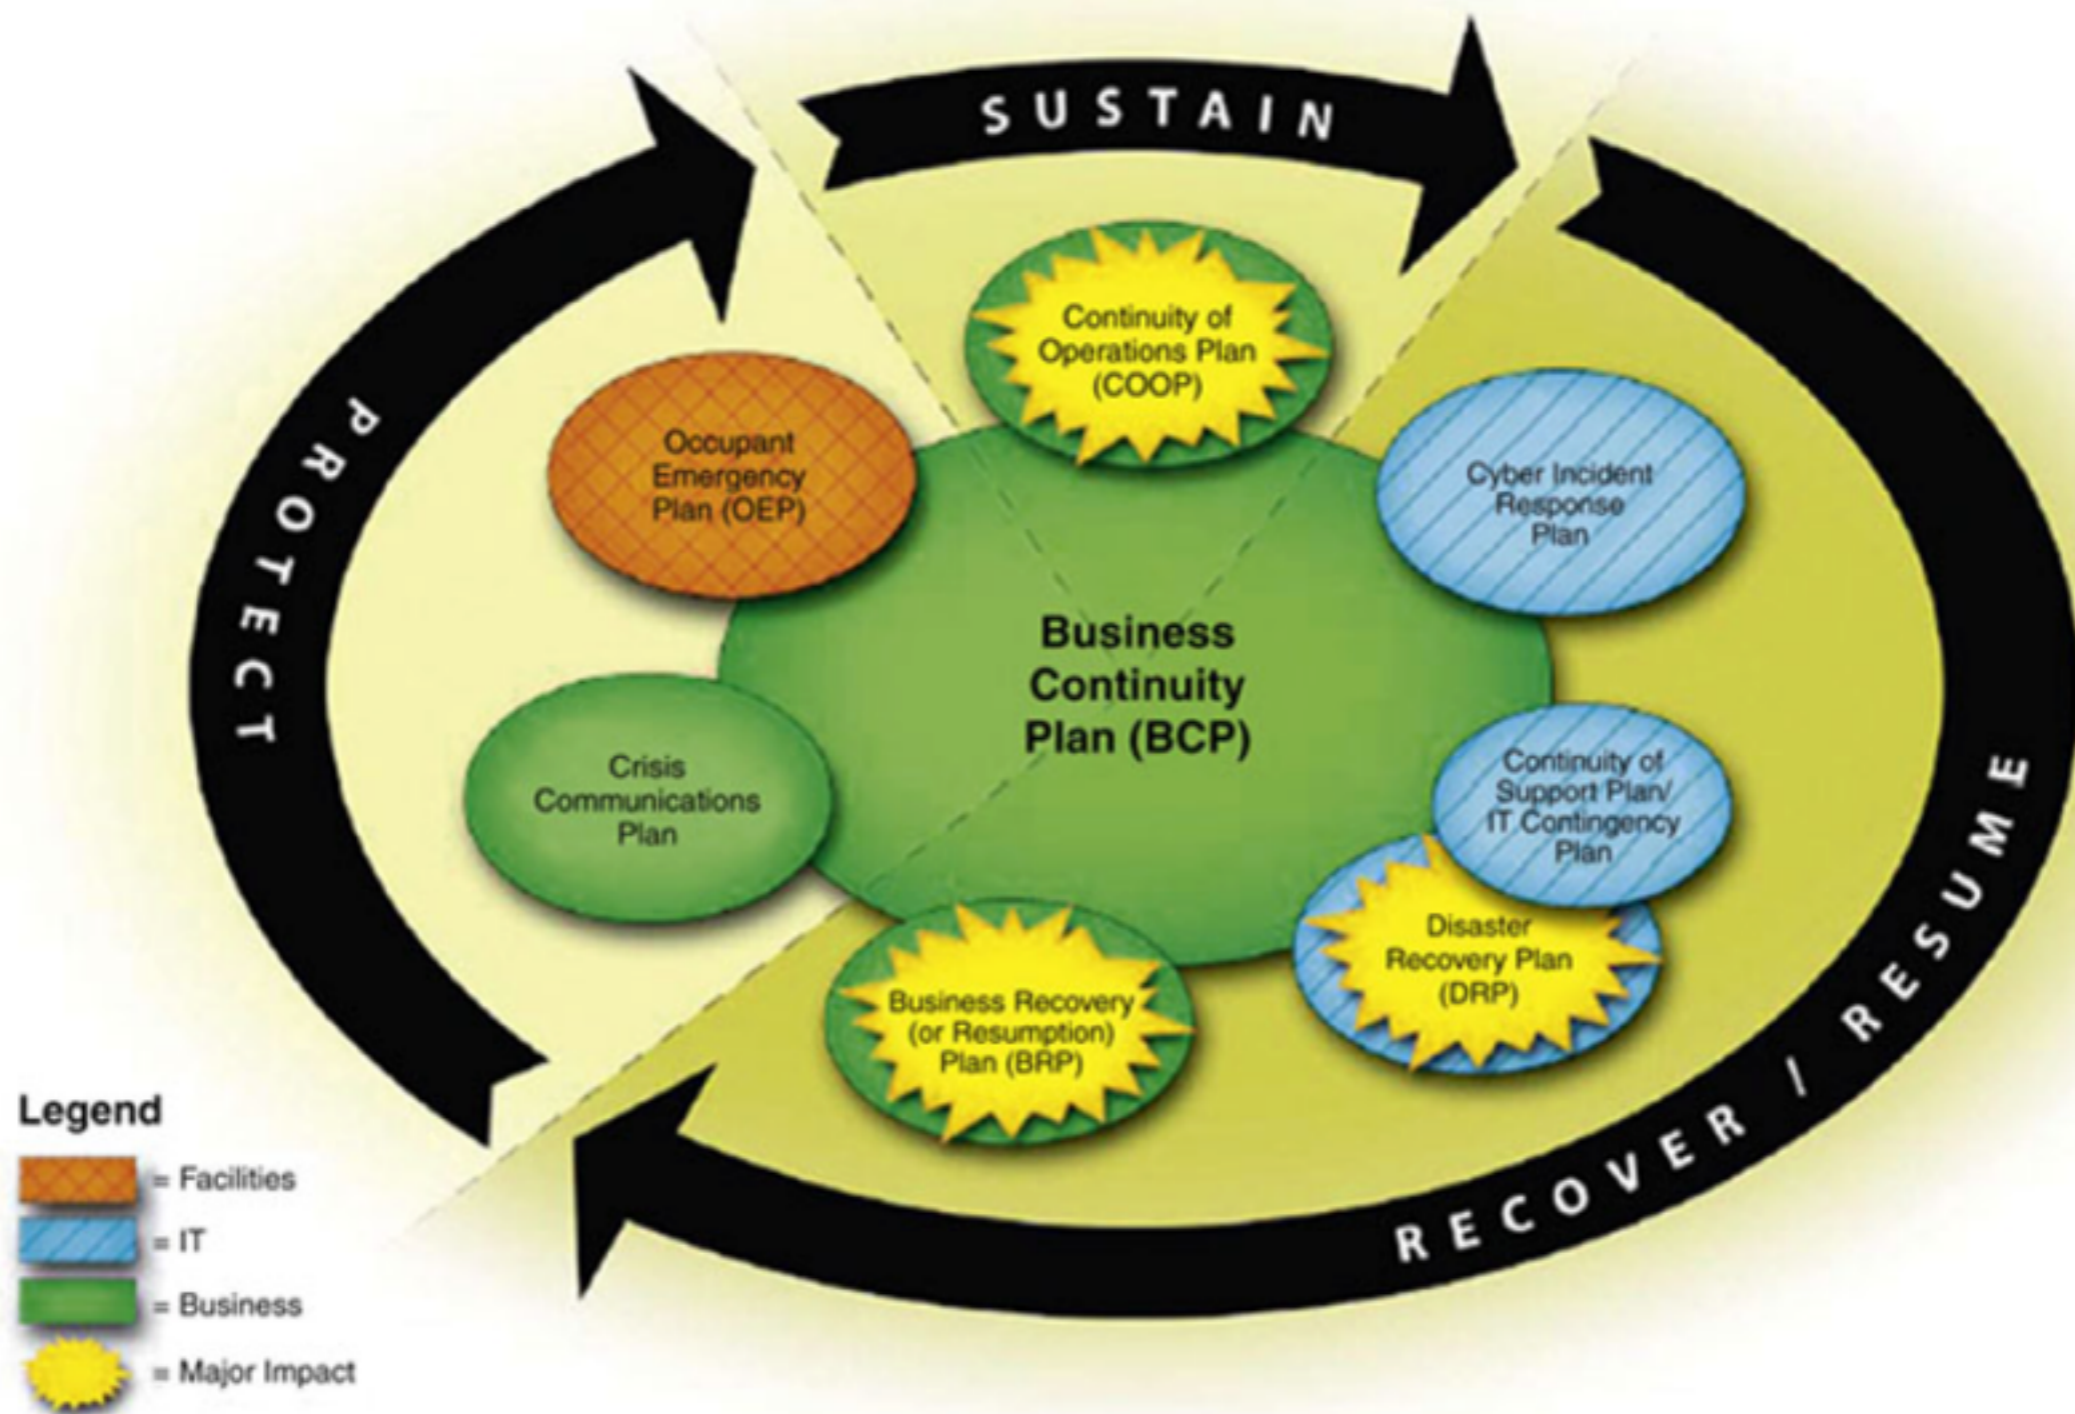 SUSTAIN
PROTECT
RECOVER / RESUME
Continuity of
Operations Plan
(COOP)
Occupant
Emergency
Plan (OEP)
Cyber Incident
Response
Plan
Business
Continuity
Plan (BCP)
Crisis
Communications
Plan
Continuity of
Support Plan/
IT Contingency
Plan
Disaster
Recovery Plan
(DRP)
Business Recovery
(or Resumption)
Plan (BRP)
Legend
= Facilities
= IT
= Business
= Major Impact